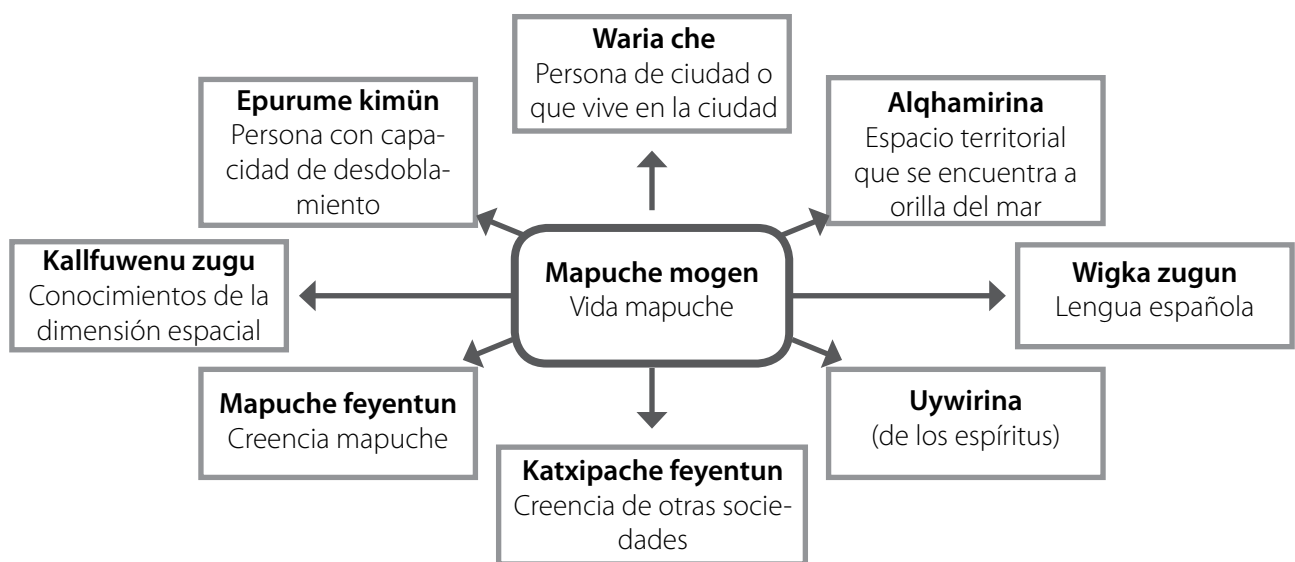 Waria che
Persona de ciudad o
que vive en la ciudad
Epurume kimün
Persona con capa-
cidad de desdobla-
miento
Alqhamirina
Espacio territorial
que se encuentra a
orilla del mar
Kallfuwenu zugu
Conocimientos de la
dimensión espacial
Mapuche mogen
Vida mapuche
Wigka zugun
Lengua española
Mapuche feyentun
Creencia mapuche
Uywirina
(de los espíritus)
Katxipache feyentun
Creencia de otras socie-
dades